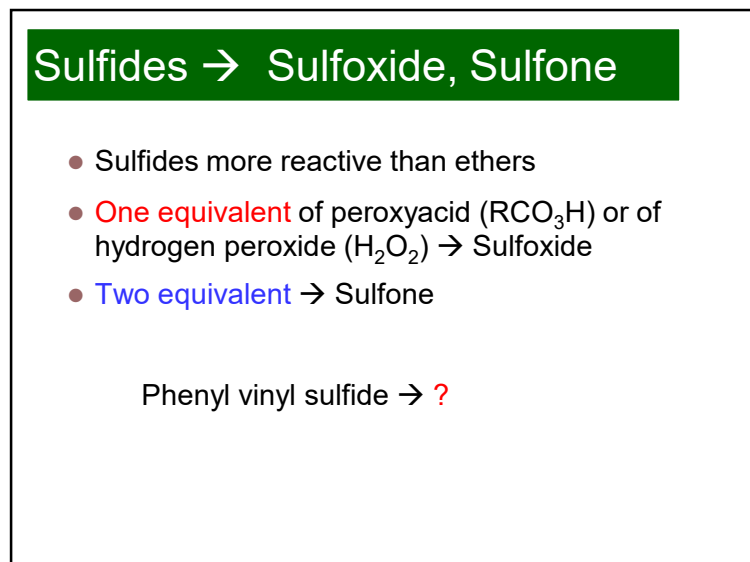 Sulfides → Sulfoxide, Sulfone
● Sulfides more reactive than ethers
● One equivalent of peroxyacid (RCO₃H) or of
hydrogen peroxide (H₂O₂) → Sulfoxide
● Two equivalent → Sulfone
Phenyl vinyl sulfide → ?